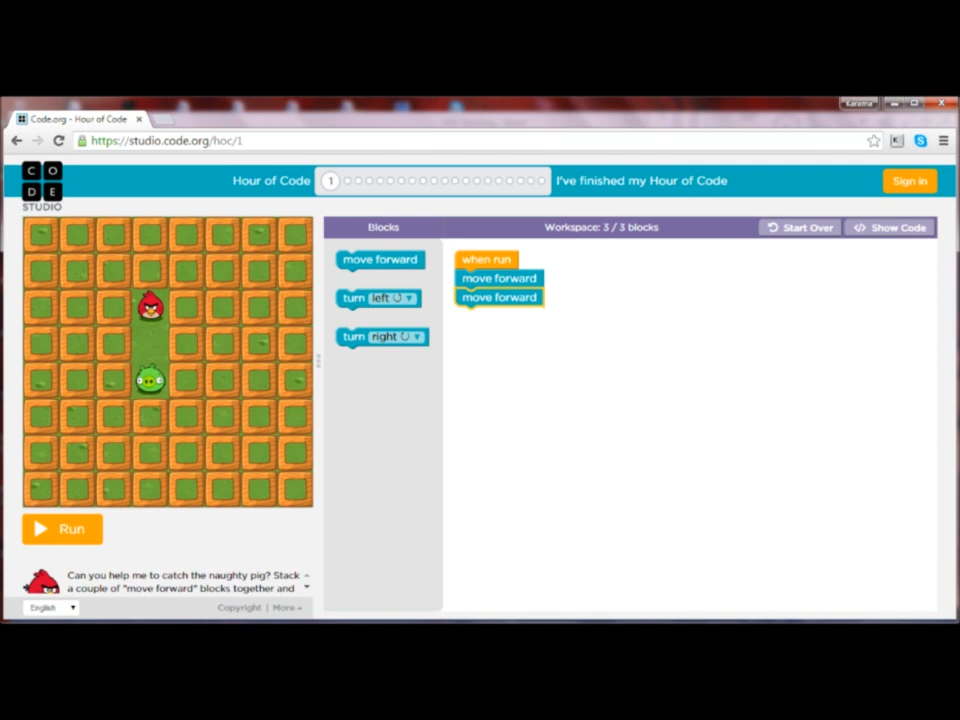 Karama
Code.org - Hour of Code
https://studio.code.org/hoc/1
C O
D E
STUDIO
Hour of Code 1 I've finished my Hour of Code Sign in
Blocks Workspace: 3 / 3 blocks Start Over </> Show Code
move forward
turn left
turn right
when run
move forward
move forward
Run
Can you help me to catch the naughty pig? Stack
a couple of "move forward" blocks together and
English Copyright | More